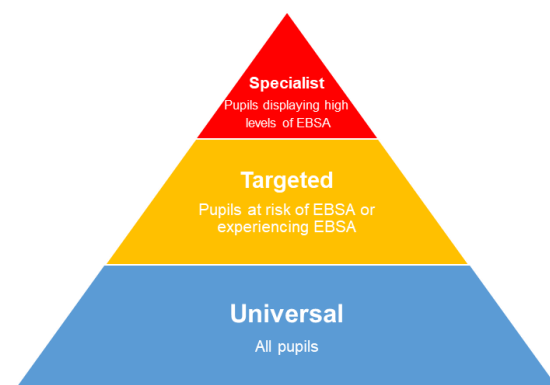 Specialist
Pupils displaying high
levels of EBSA
Targeted
Pupils at risk of EBSA or
experiencing EBSA
Universal
All pupils